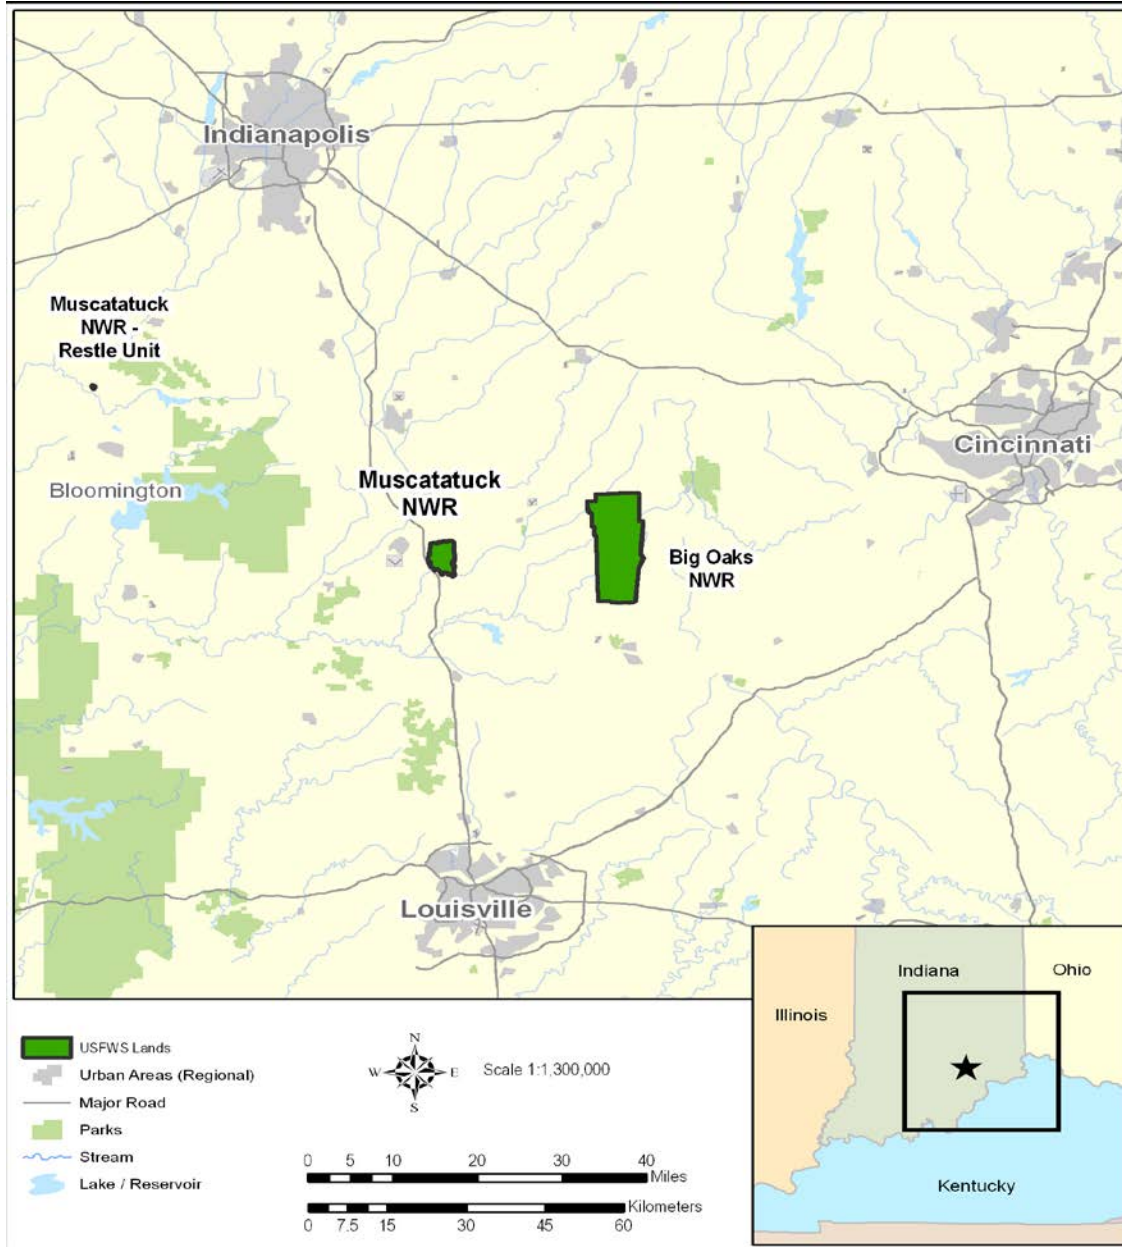 Indianapolis
Muscatatuck
NWR -
Restle Unit
Cincinnati
Muscatatuck
NWR
Bloomington
Big Oaks
NWR
Louisville
Indiana
Ohio
Illinois
Kentucky
USFWS Lands
Urban Areas (Regional)
Major Road
Parks
Stream
Lake / Reservoir
N
W E
S
Scale 1:1,300,000
0 5 10 20 30 40
Miles
Kilometers
0 7.5 15 30 45 60